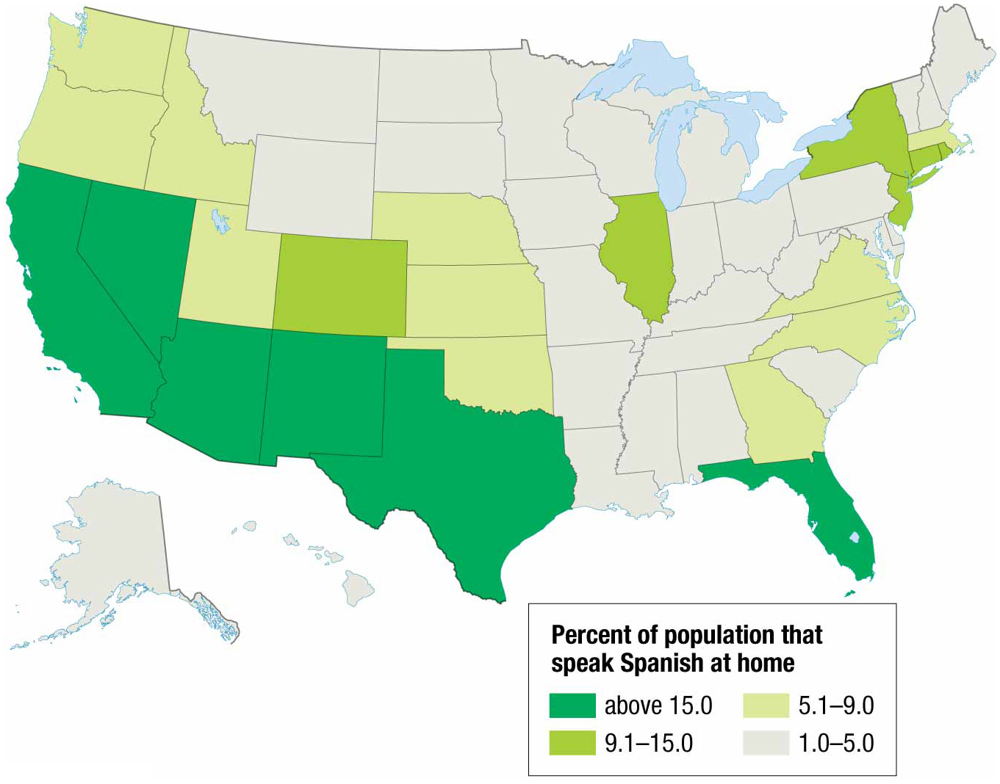 Percent of population that
speak Spanish at home
above 15.0
5.1–9.0
9.1–15.0
1.0–5.0